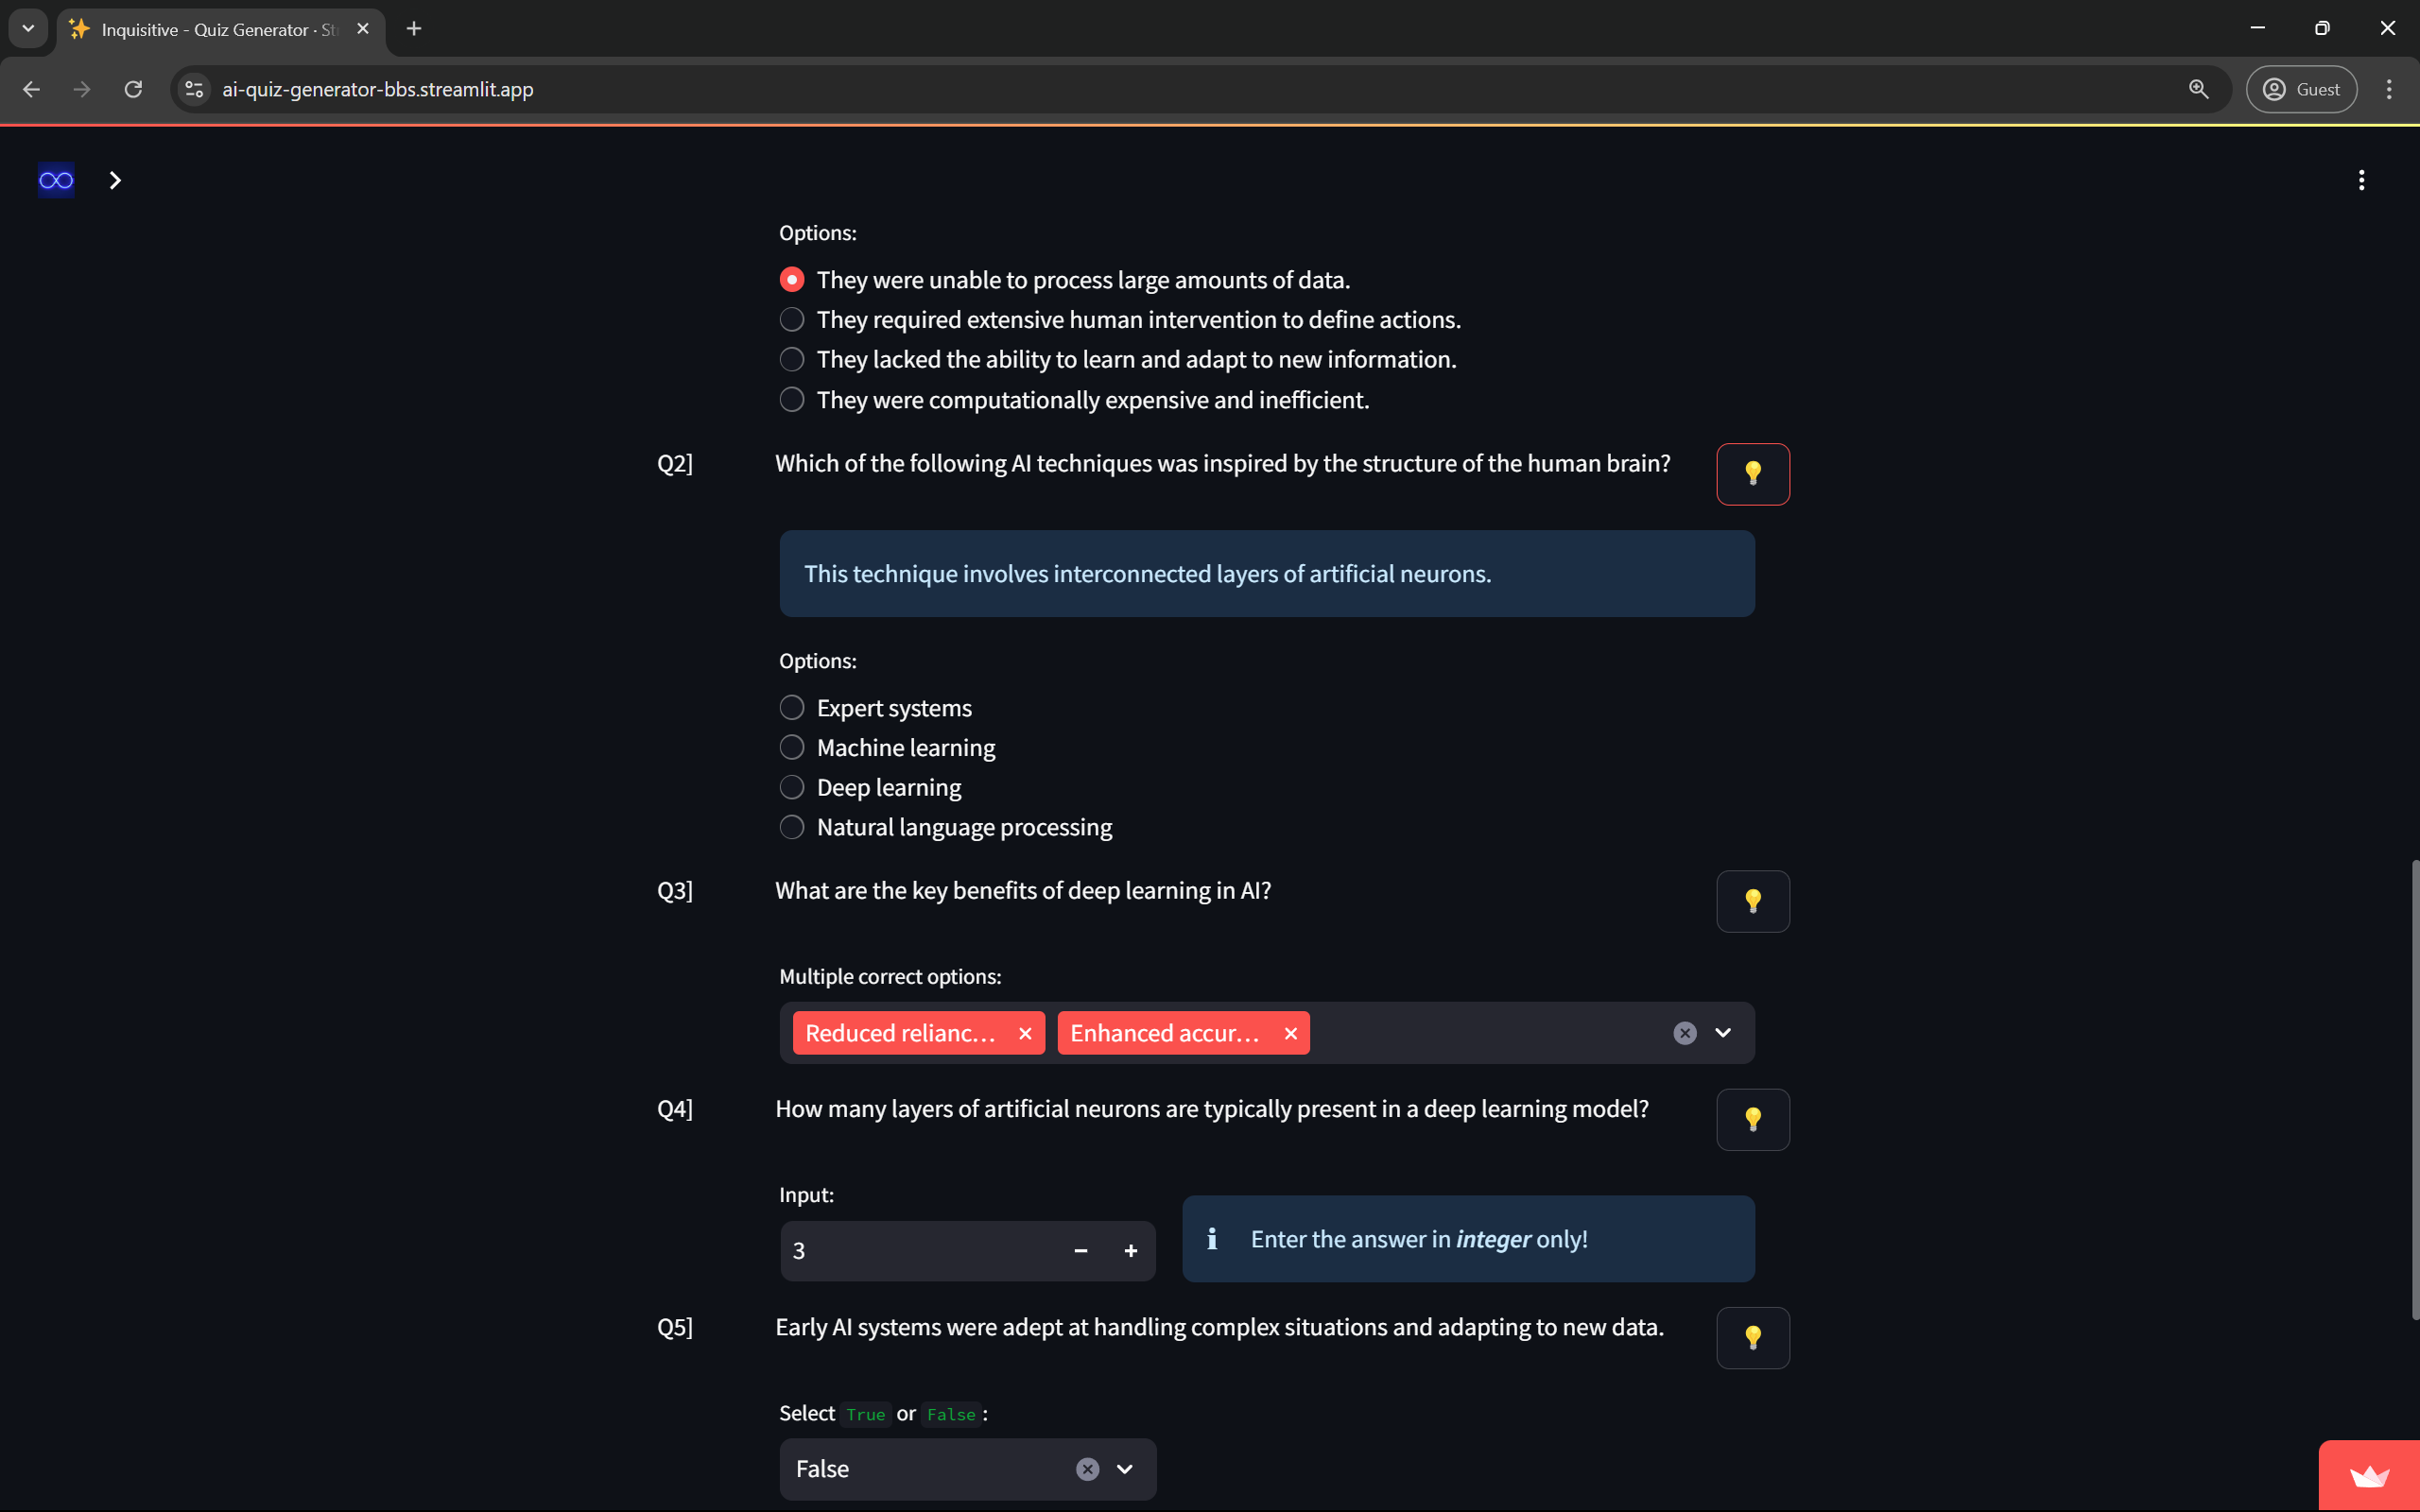 Inquisitive - Quiz Generator · St
ai-quiz-generator-bbs.streamlit.app
Guest
Options:
They were unable to process large amounts of data.
They required extensive human intervention to define actions.
They lacked the ability to learn and adapt to new information.
They were computationally expensive and inefficient.
Q2] Which of the following AI techniques was inspired by the structure of the human brain?
This technique involves interconnected layers of artificial neurons.
Options:
Expert systems
Machine learning
Deep learning
Natural language processing
Q3] What are the key benefits of deep learning in AI?
Multiple correct options:
Reduced relianc... Enhanced accur...
Q4] How many layers of artificial neurons are typically present in a deep learning model?
Input:
3
Enter the answer in integer only!
Q5] Early AI systems were adept at handling complex situations and adapting to new data.
Select True or False :
False